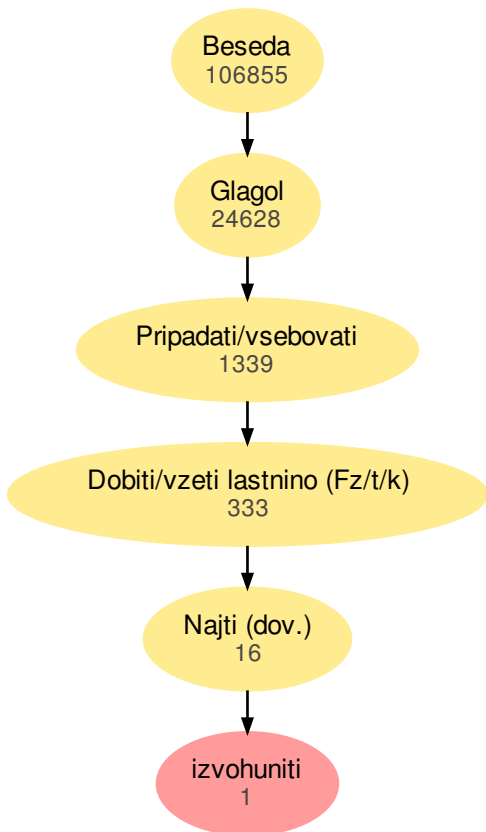 Beseda
106855
Glagol
24628
Pripadati/vsebovati
1339
Dobiti/vzeti lastnino (Fz/t/k)
333
Najti (dov.)
16
izvohuniti
1